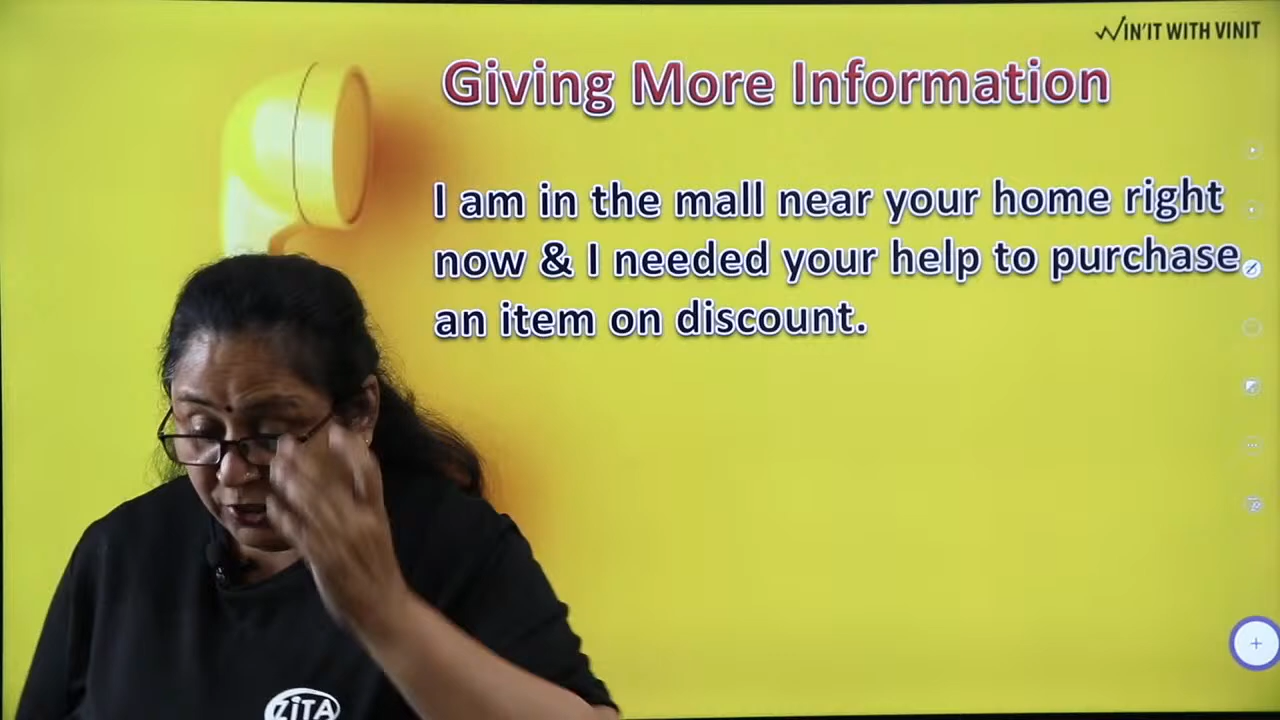 WIN'IT WITH VINIT
Giving More Information
I am in the mall near your home right
now & I needed your help to purchase
an item on discount.
ZiTA